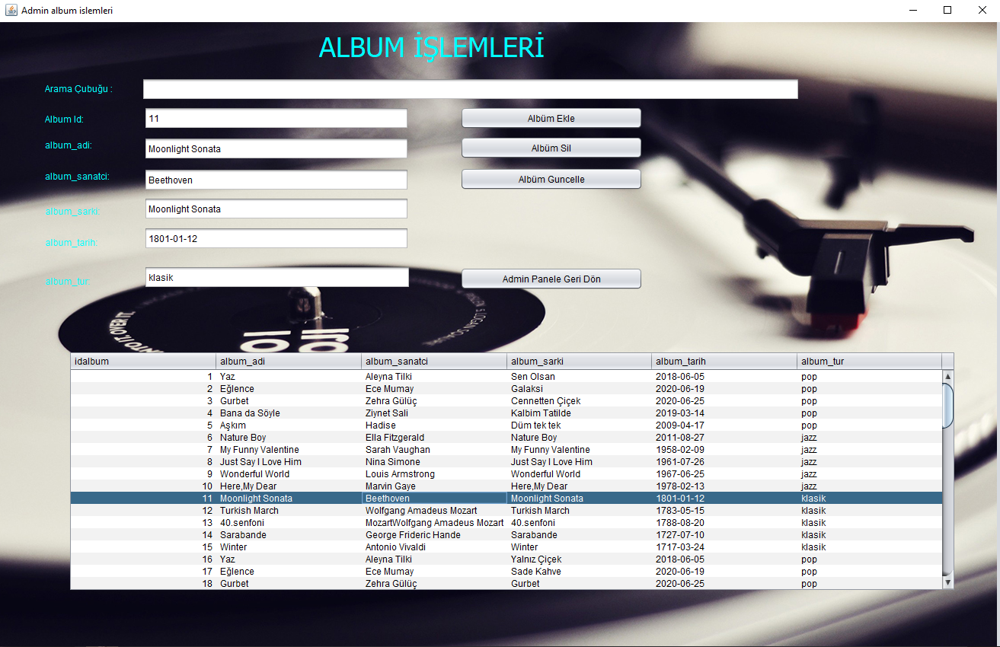 Admin album islemleri
ALBUM İŞLEMLERİ
Arama Çubuğu :
Album Id: 11 Albüm Ekle
album_adi: Moonlight Sonata Albüm Sil
album_sanatci: Beethoven Albüm Guncelle
album_sarki: Moonlight Sonata
album_tarih: 1801-01-12
album_tur: klasik Admin Panele Geri Dön
idalbum album_adi album_sanatci album_sarki album_tarih album_tur
1 Yaz Aleyna Tilki Sen Olsan 2018-06-05 pop
2 Eğlence Ece Mumay Galaksi 2020-06-19 pop
3 Gurbet Zehra Gülüç Cennetten Çiçek 2020-06-25 pop
4 Bana da Söyle Ziynet Sali Kalbim Tatilde 2019-03-14 pop
5 Aşkım Hadise Düm tek tek 2009-04-17 pop
6 Nature Boy Ella Fitzgerald Nature Boy 2011-08-27 jazz
7 My Funny Valentine Sarah Vaughan My Funny Valentine 1958-02-09 jazz
8 Just Say I Love Him Nina Simone Just Say I Love Him 1961-07-26 jazz
9 Wonderful World Louis Armstrong Wonderful World 1967-06-25 jazz
10 Here,My Dear Marvin Gaye Here,My Dear 1978-02-13 jazz
11 Moonlight Sonata Beethoven Moonlight Sonata 1801-01-12 klasik
12 Turkish March Wolfgang Amadeus Mozart Turkish March 1783-05-15 klasik
13 40.senfoni MozartWolfgang Amadeus Mozart 40.senfoni 1788-08-20 klasik
14 Sarabande George Frideric Hande Sarabande 1727-07-10 klasik
15 Winter Antonio Vivaldi Winter 1717-03-24 klasik
16 Yaz Aleyna Tilki Yalnız Çiçek 2018-06-05 pop
17 Eğlence Ece Mumay Sade Kahve 2020-06-19 pop
18 Gurbet Zehra Gülüç Gurbet 2020-06-25 pop